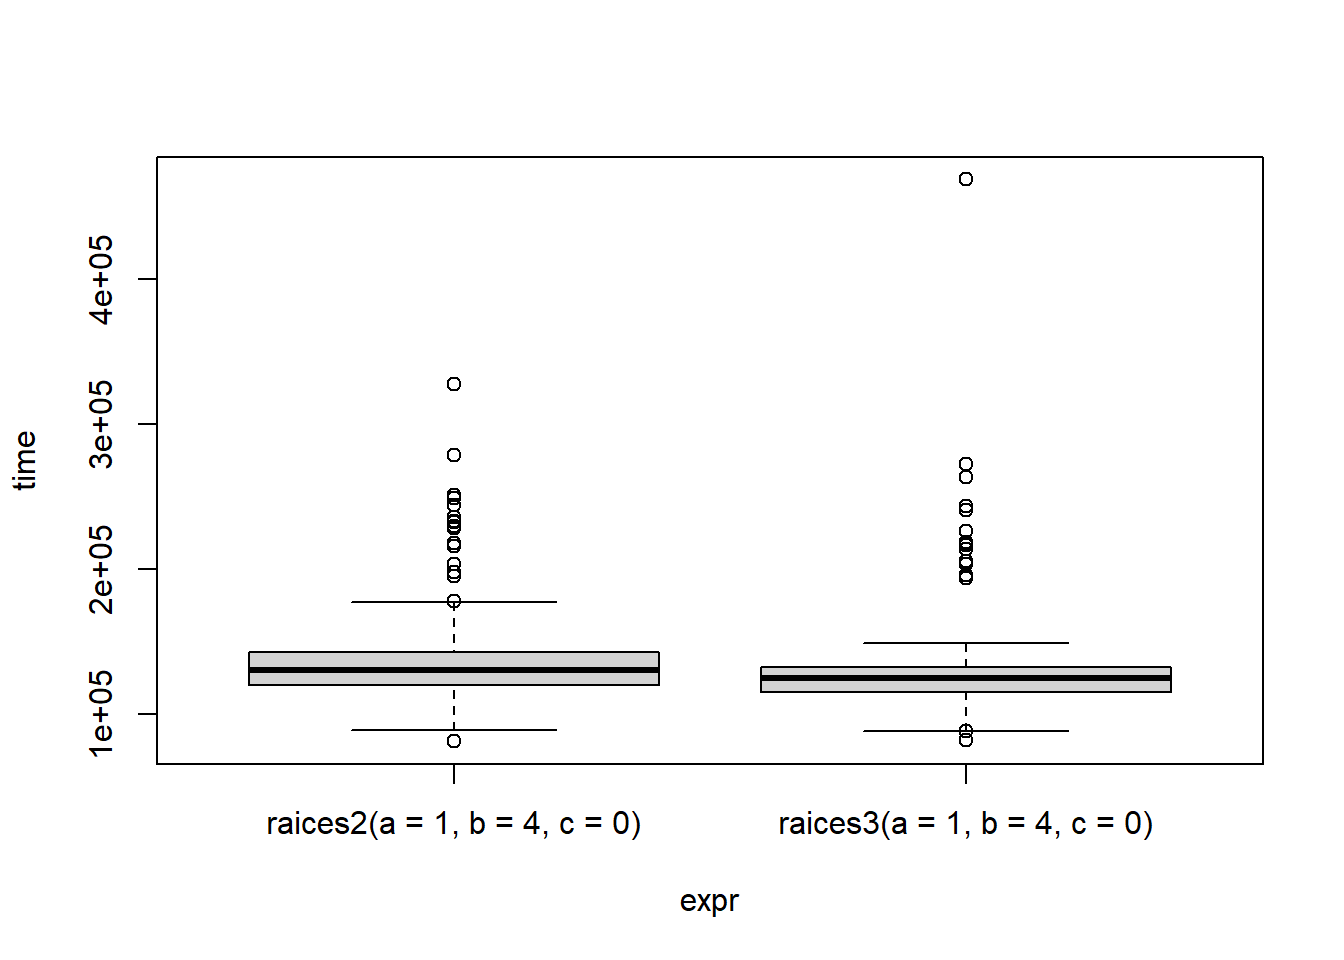 time
4e+05
3e+05
2e+05
1e+05
raices2(a = 1, b = 4, c = 0)
raices3(a = 1, b = 4, c = 0)
expr